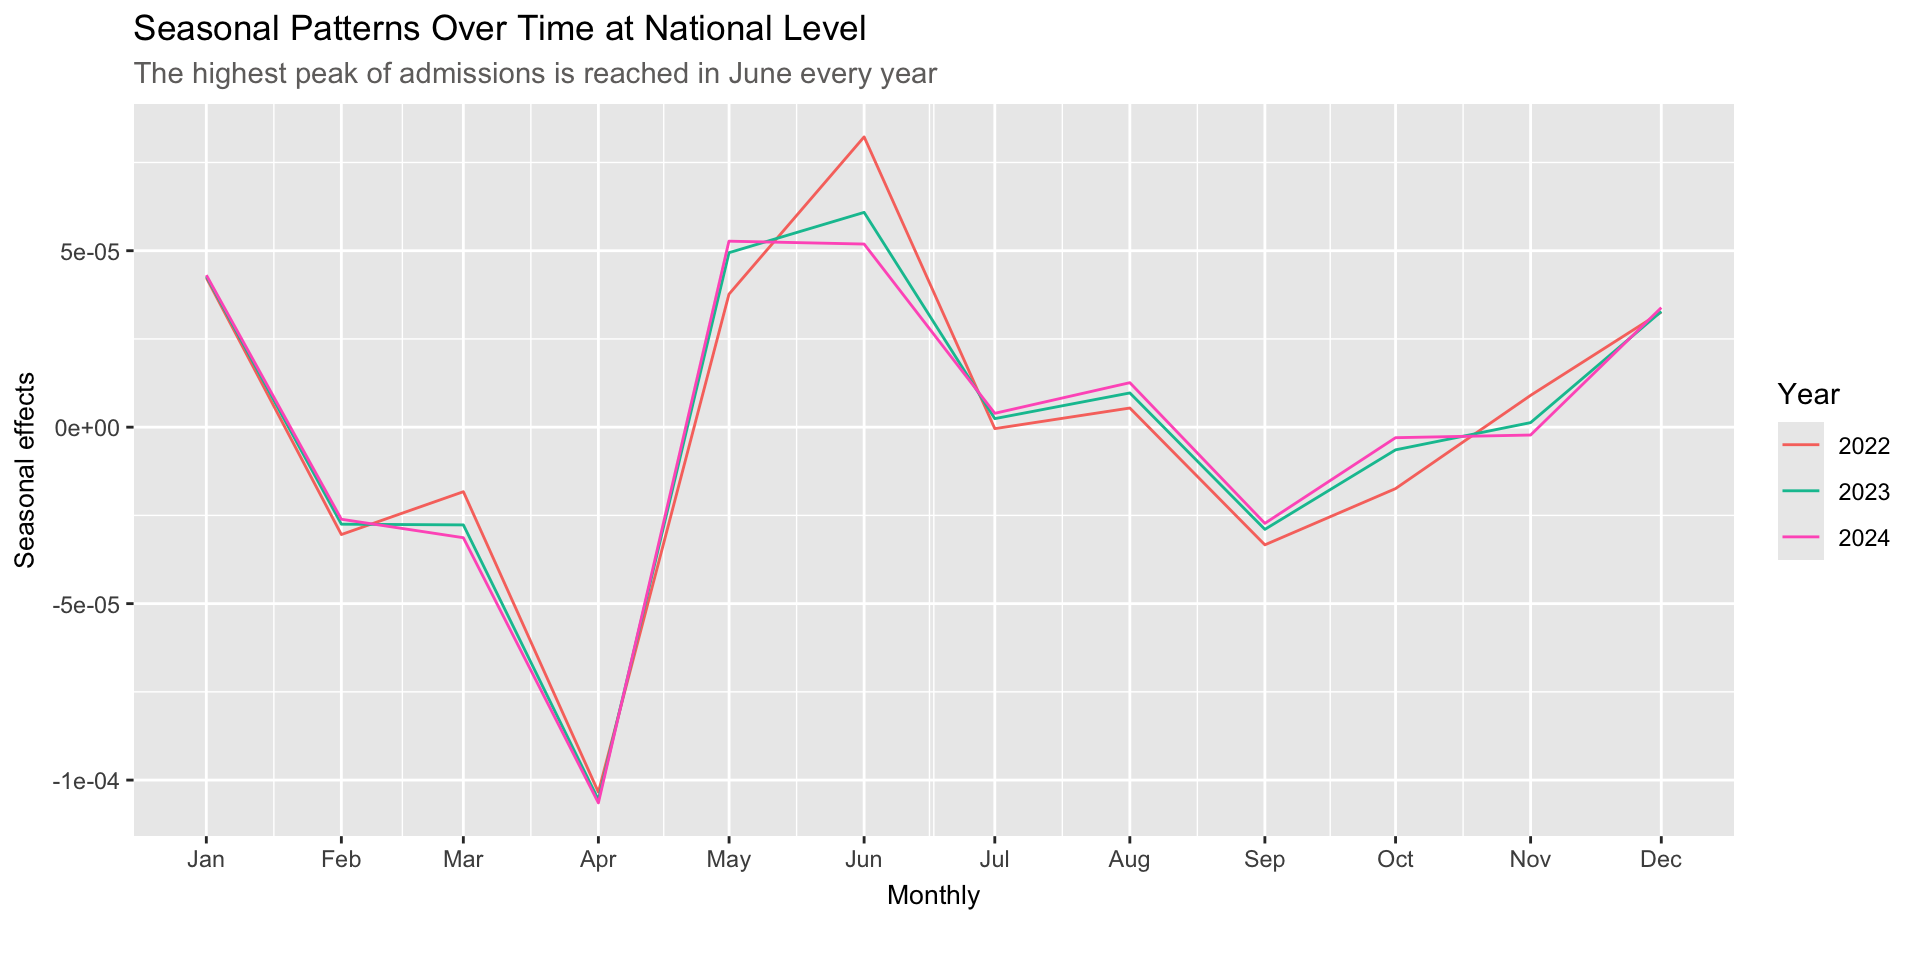 Seasonal Patterns Over Time at National Level
The highest peak of admissions is reached in June every year
Seasonal effects
5e-05
0e+00
-5e-05
-1e-04
Jan Feb Mar Apr May Jun Jul Aug Sep Oct Nov Dec
Monthly
Year
2022
2023
2024